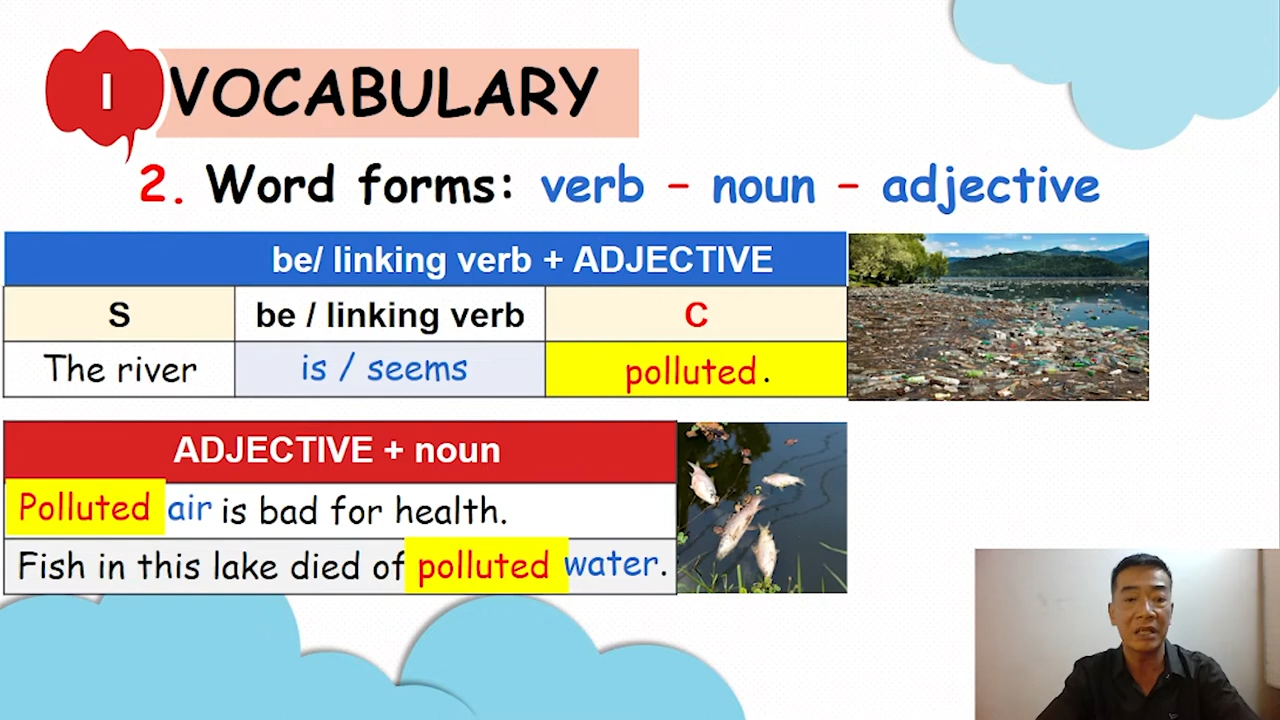 I
VOCABULARY
2. Word forms: verb – noun – adjective
be/ linking verb + ADJECTIVE
S be / linking verb C
The river is / seems polluted.
ADJECTIVE + noun
Polluted air is bad for health.
Fish in this lake died of polluted water.